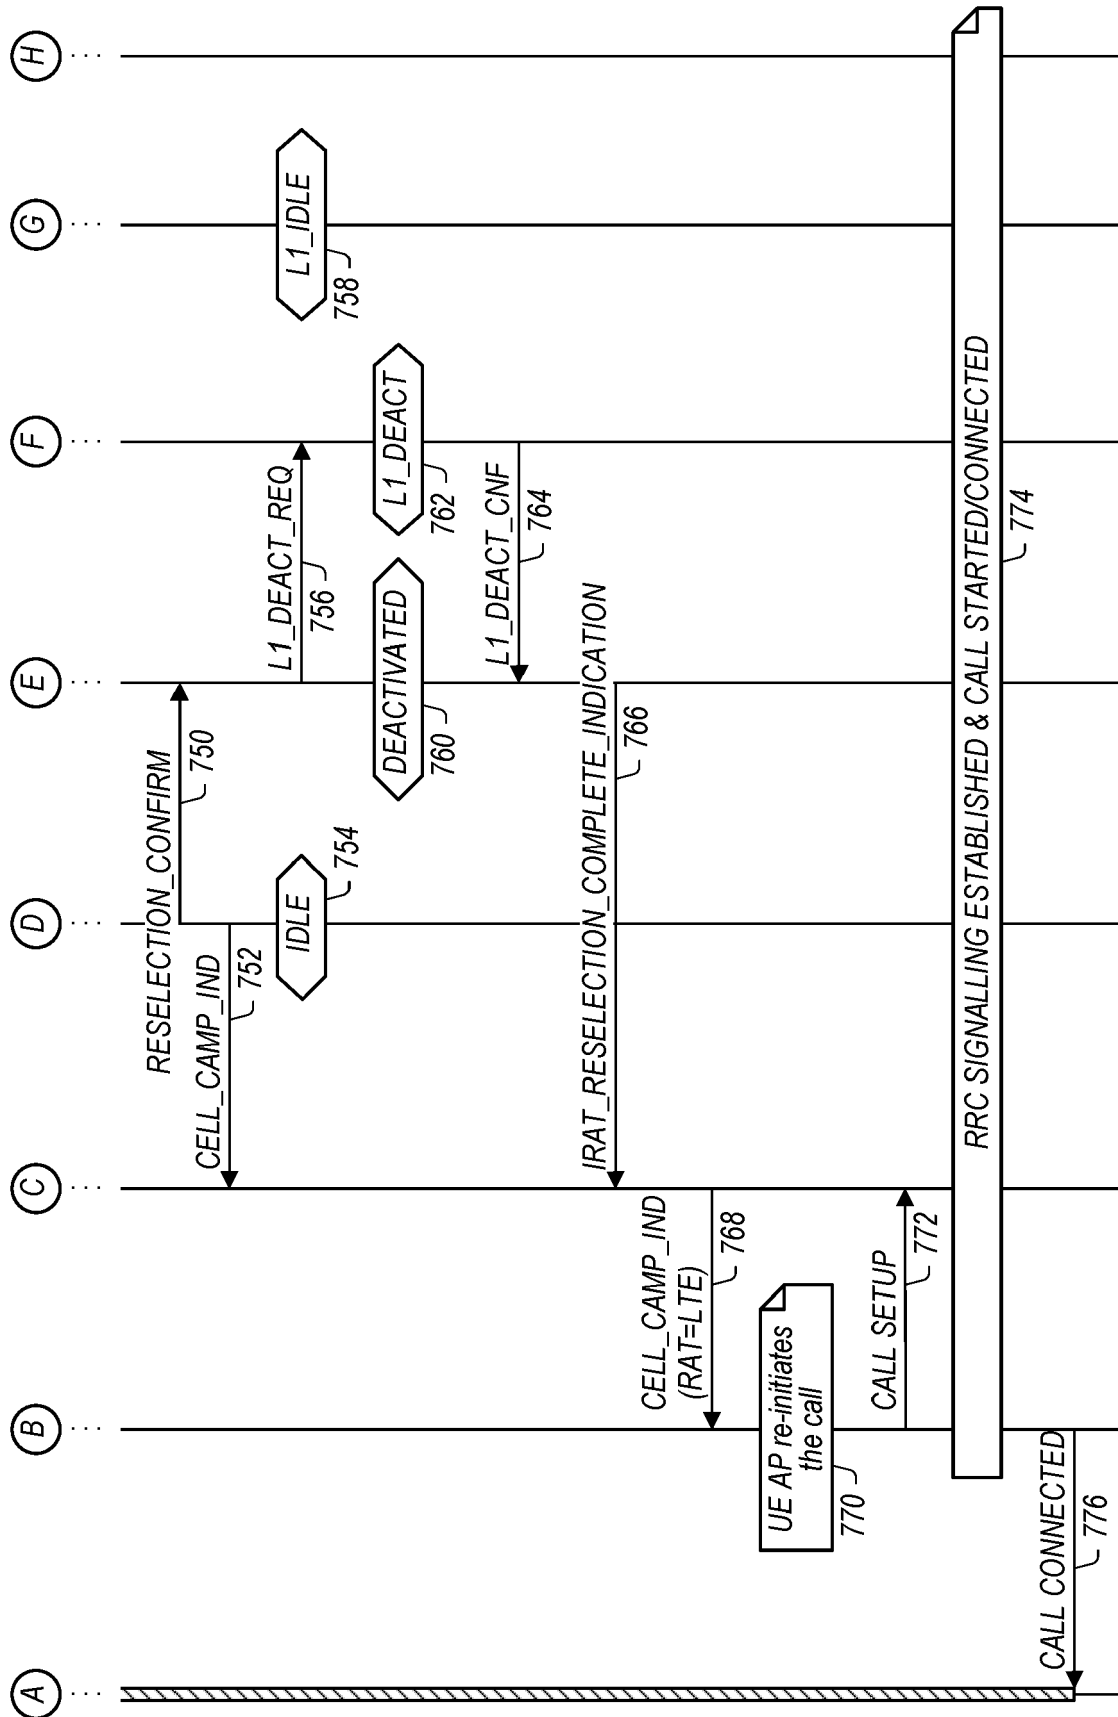 A
B
C
D
E
F
G
H
RESELECTION_CONFIRM
750
CELL_CAMP_IND
752
IDLE
754
L1_DEACT_REQ
756
L1_IDLE
758
DEACTIVATED
760
L1_DEACT
762
L1_DEACT_CNF
764
IRAT_RESELECTION_COMPLETE_INDICATION
766
CELL_CAMP_IND
(RAT=LTE)
768
UE AP re-initiates
the call
770
CALL SETUP
772
RRC SIGNALLING ESTABLISHED & CALL STARTED/CONNECTED
774
CALL CONNECTED
776